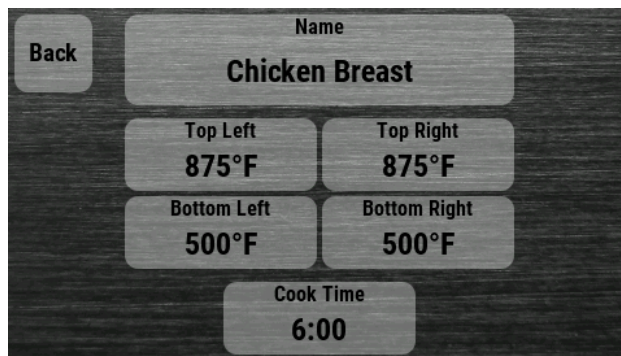 Back
Name
Chicken Breast
Top Left
Top Right
875°F
875°F
Bottom Left
Bottom Right
500°F
500°F
Cook Time
6:00